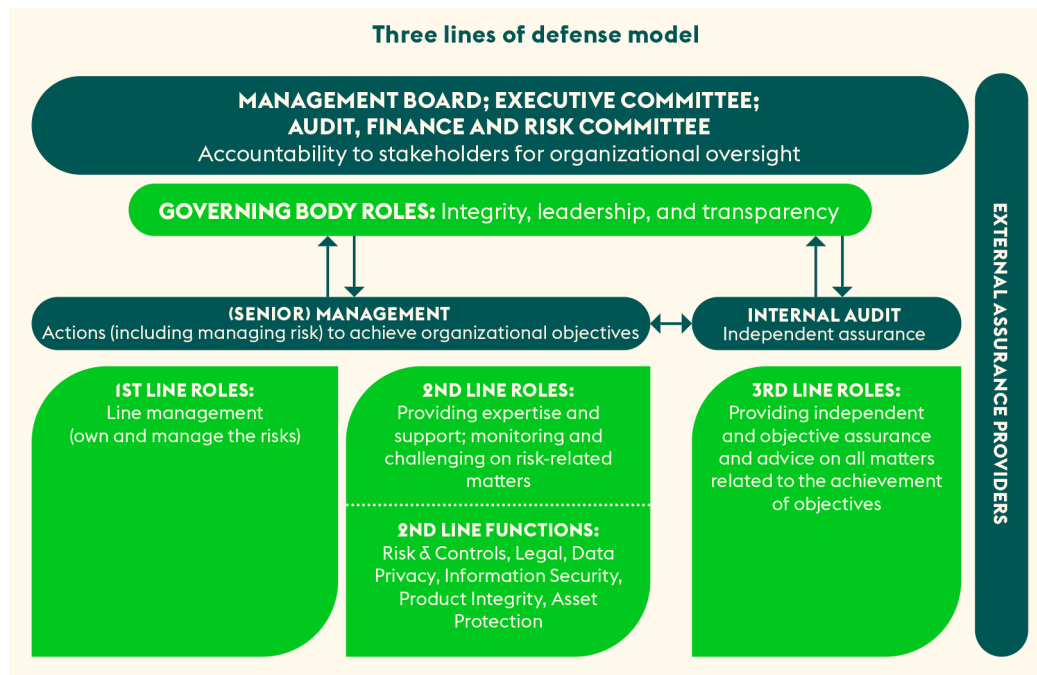 Three lines of defense model
MANAGEMENT BOARD; EXECUTIVE COMMITTEE;
AUDIT, FINANCE AND RISK COMMITTEE
Accountability to stakeholders for organizational oversight
GOVERNING BODY ROLES: Integrity, leadership, and transparency
(SENIOR) MANAGEMENT
Actions (including managing risk) to achieve organizational objectives
INTERNAL AUDIT
Independent assurance
1ST LINE ROLES:
Line management
(own and manage the risks)
2ND LINE ROLES:
Providing expertise and
support; monitoring and
challenging on risk-related
matters
2ND LINE FUNCTIONS:
Risk & Controls, Legal, Data
Privacy, Information Security,
Product Integrity, Asset
Protection
3RD LINE ROLES:
Providing independent
and objective assurance
and advice on all matters
related to the achievement
of objectives
EXTERNAL ASSURANCE PROVIDERS